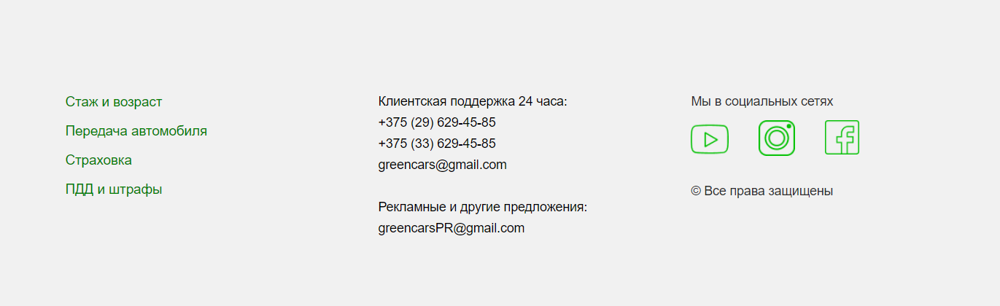 Стаж и возраст
Передача автомобиля
Страховка
ПДД и штрафы
Клиентская поддержка 24 часа:
+375 (29) 629-45-85
+375 (33) 629-45-85
greencars@gmail.com
Рекламные и другие предложения:
greencarsPR@gmail.com
Мы в социальных сетях
© Все права защищены